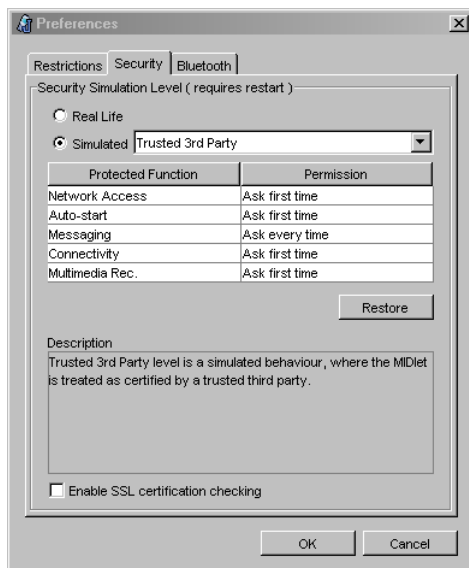 Preferences
Restrictions Security Bluetooth
Security Simulation Level ( requires restart )
Real Life
Simulated Trusted 3rd Party
Protected Function Permission
Network Access Ask first time
Auto-start Ask first time
Messaging Ask every time
Connectivity Ask first time
Multimedia Rec. Ask first time
Restore
Description
Trusted 3rd Party level is a simulated behaviour, where the MIDlet
is treated as certified by a trusted third party.
Enable SSL certification checking
OK Cancel